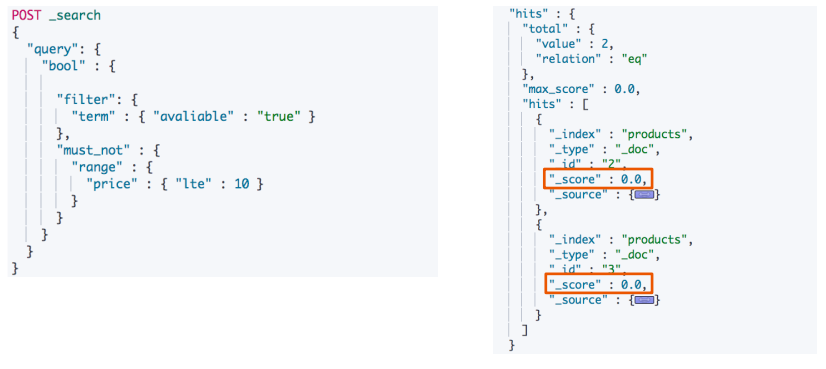 POST _search
{
"query": {
"bool" : {
"filter": {
"term" : { "avaliable" : "true" }
},
"must_not" : {
"range" : {
"price" : { "lte" : 10 }
}
}
}
}
}
"hits" : {
"total" : {
"value" : 2,
"relation" : "eq"
},
"max_score" : 0.0,
"hits" : [
{
"_index" : "products",
"_type" : "_doc",
"_id" : "2",
"_score" : 0.0,
"_source" : {
}
},
{
"_index" : "products",
"_type" : "_doc",
"_id" : "3",
"_score" : 0.0,
"_source" : {
}
}
]
}